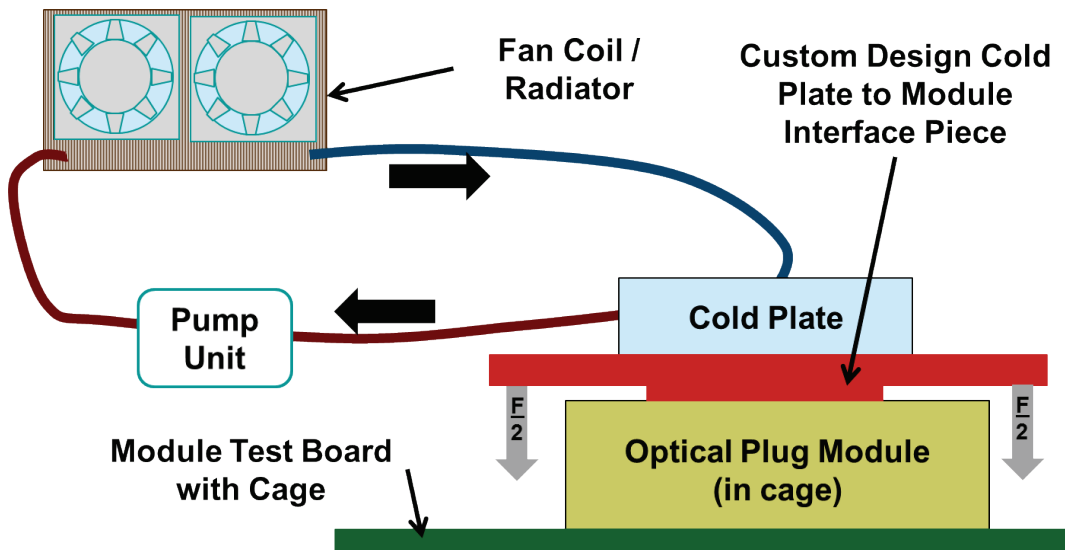 Fan Coil /
Radiator
Custom Design Cold
Plate to Module
Interface Piece
Pump
Unit
Cold Plate
F
2
F
2
Module Test Board
with Cage
Optical Plug Module
(in cage)